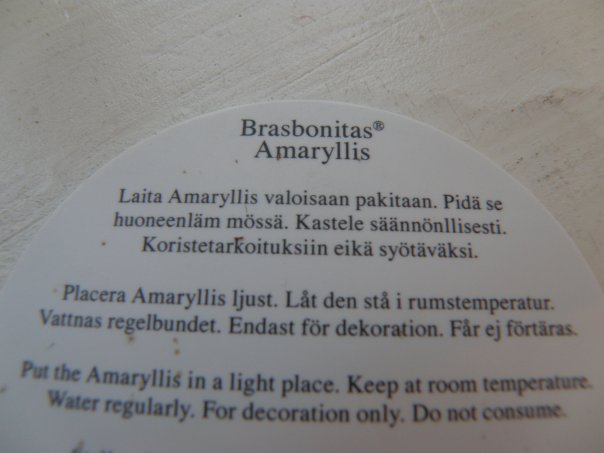 Brasbonitas®
Amaryllis
Laita Amaryllis valoisaan pakitaan. Pidä se
huoneenläm mössä. Kastele säännönllisesti.
Koristetarkoituksiin eikä syötäväksi.
Placera Amaryllis ljust. Låt den stå i rumstemperatur.
Vattnas regelbundet. Endast för dekoration. Får ej förtäras.
Put the Amaryllis in a light place. Keep at room temperature.
Water regularly. For decoration only. Do not consume.